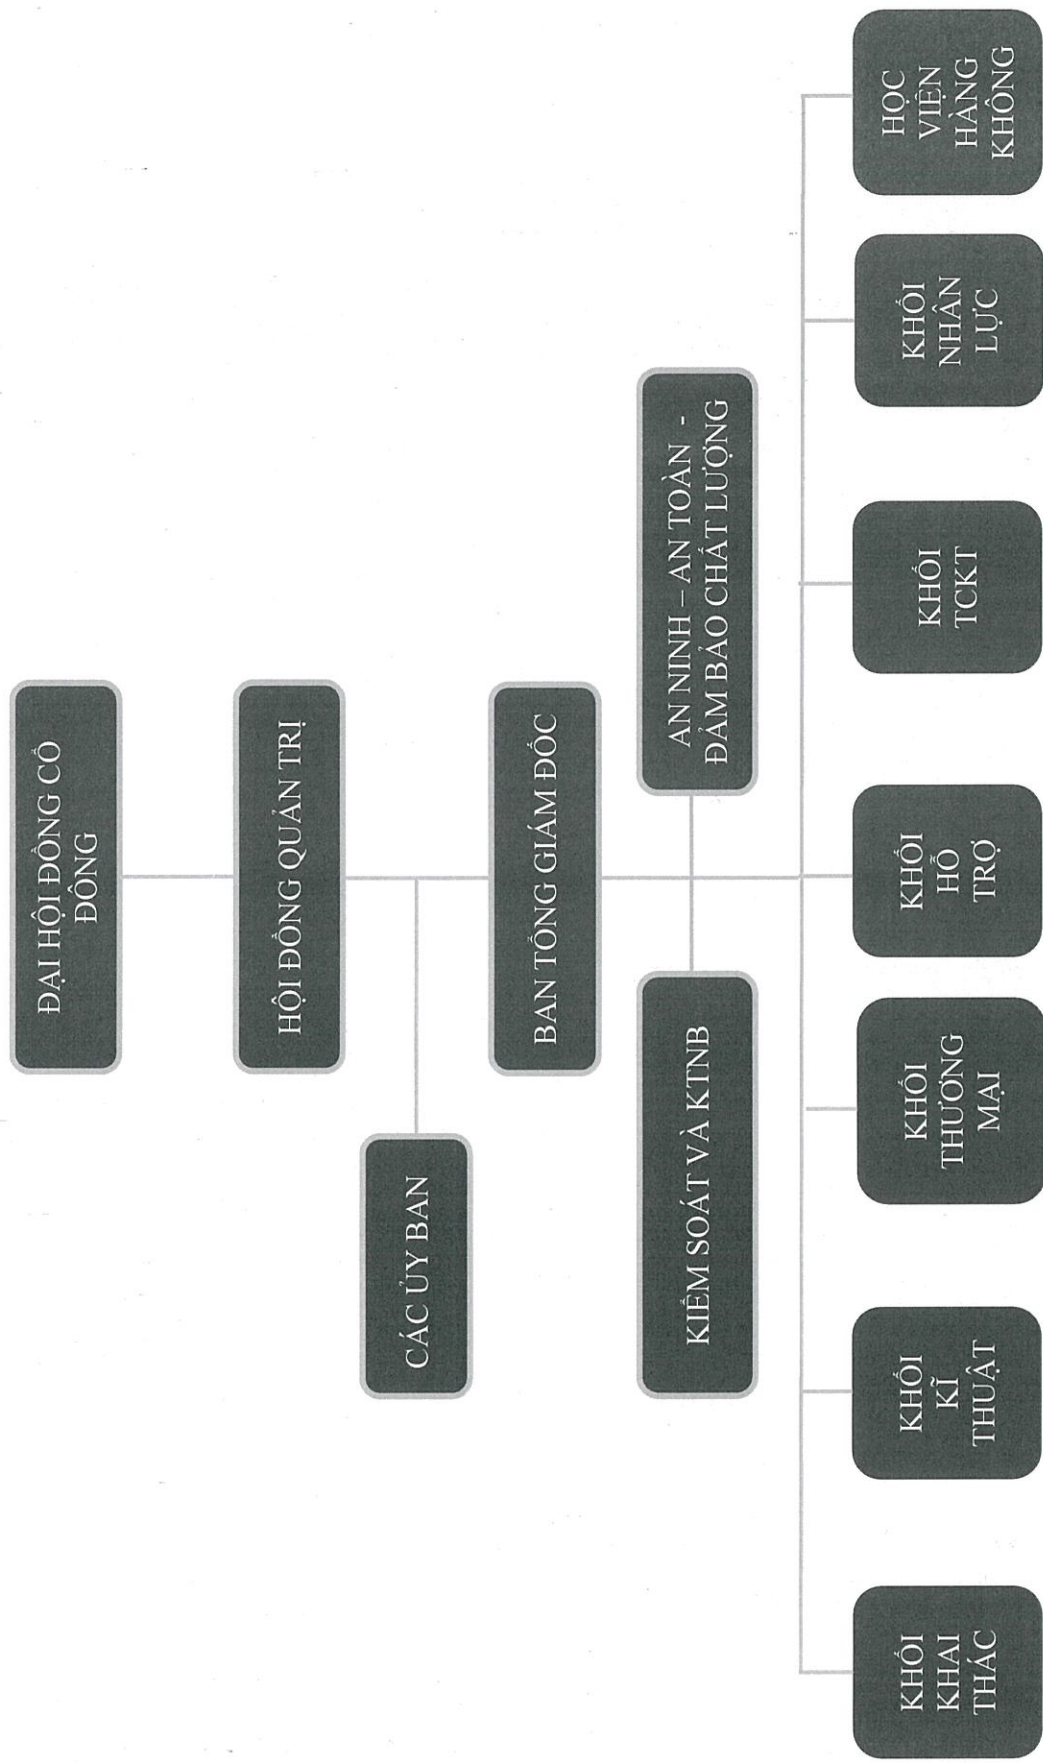 ĐẠI HỘI ĐỒNG CỔ
ĐÔNG
HỘI ĐỒNG QUẢN TRỊ
CÁC ỦY BAN
BAN TỔNG GIÁM ĐỐC
KIỂM SOÁT VÀ KTNB
AN NINH – AN TOÀN -
ĐẢM BẢO CHẤT LƯỢNG
KHỐI
KHAI
THÁC
KHỐI
KĨ
THUẬT
KHỐI
THƯƠNG
MẠI
KHỐI
HỖ
TRỢ
KHỐI
TCKT
KHỐI
NHÂN
LỰC
HỌC
VIỆN
HÀNG
KHÔNG